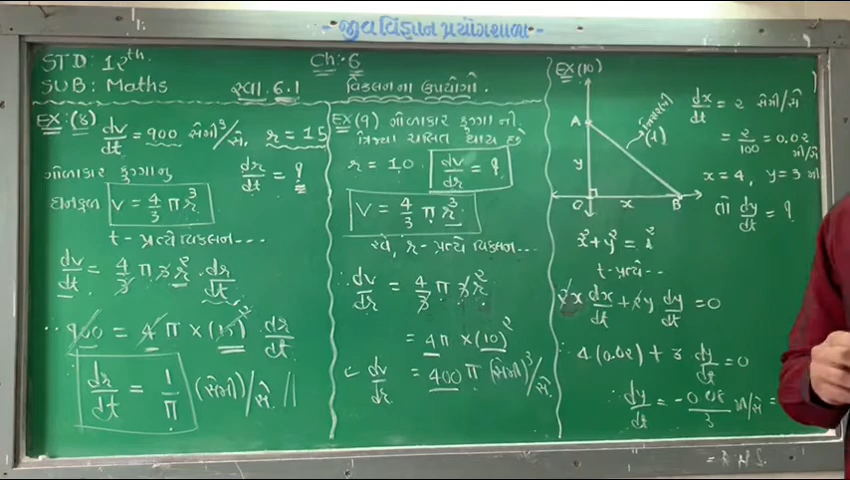 - જીવ વિજ્ઞાન પ્રયોગશાળા -
STD: 12th
SUB: Maths
Ch: 6
સ્વા. 6.1 વિકલનના ઉપયોગો.
EX: (8) dv/dt = 900 સેમી³/સે, r = 15
ગોળાકાર ફુગ્ગાનુ dr/dt = ?
ઘનફળ V = 4/3 πr³
t - પ્રત્યે વિકલન...
dv/dt = 4/3 π 3r² . dr/dt
∴ 900 = 4π × (15)² dr/dt
dr/dt = 1/π (સેમી)/સે. //
EX (9) ગોળાકાર ફુગ્ગાની
ત્રિજ્યા ચલિત થાય છે
r = 10 dv/dr = ?
V = 4/3 π r³
હવે, r - પ્રત્યે વિકલન...
∴ dv/dr = 4/3 π 3r²
= 4π × (10)²
dv/dr = 400 π (સેમી)³/સે.
EX (10)
A
y
O x B
dx/dt = 2 સેમી/સે
= 2/100 = 0.02
મી/સે
x = 4, y = 3 મી
તો dy/dt = ?
x² + y² = l²
t - પ્રત્યે..
2x dx/dt + 2y dy/dt = 0
∴ 4 (0.02) + 3 dy/dt = 0
∴ dy/dt = -0.08/3 મી/સે =